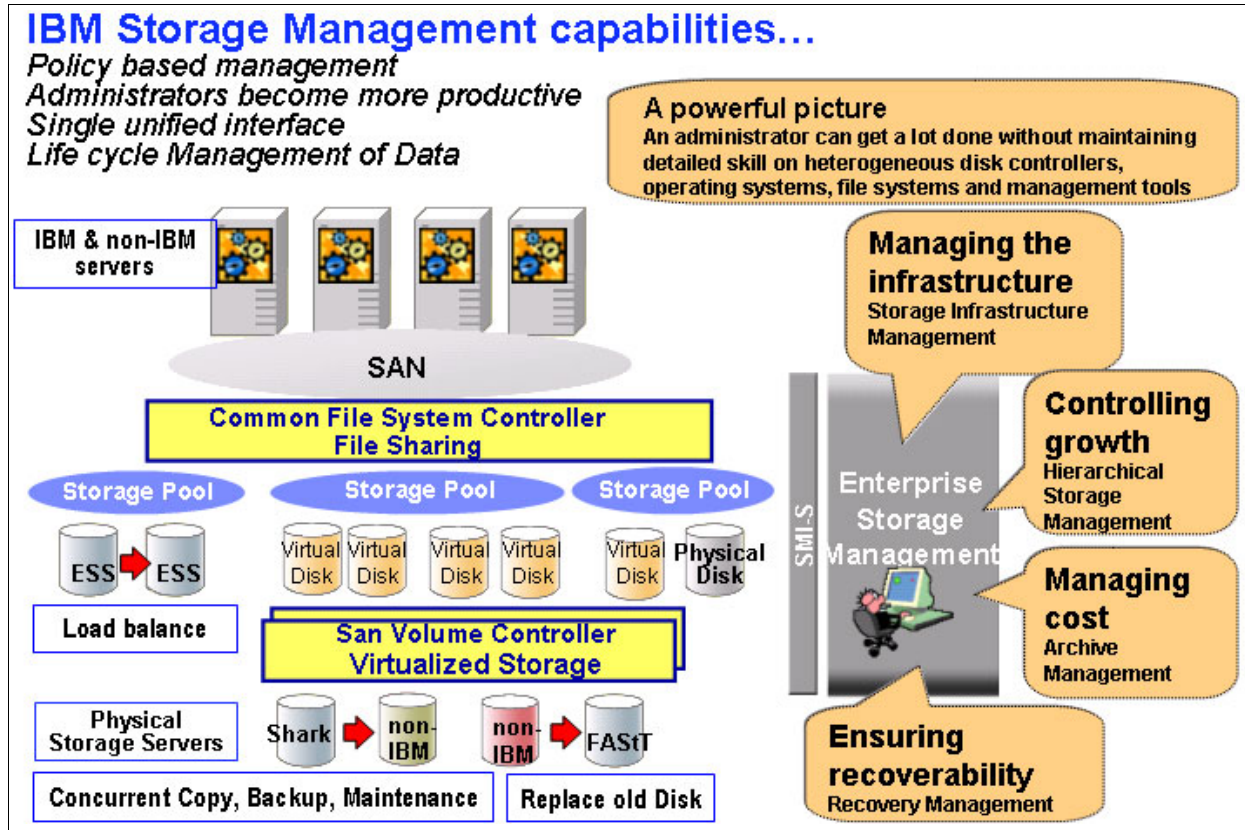 IBM Storage Management capabilities...
Policy based management
Administrators become more productive
Single unified interface
Life cycle Management of Data
A powerful picture
An administrator can get a lot done without maintaining
detailed skill on heterogeneous disk controllers,
operating systems, file systems and management tools
IBM & non-IBM
servers
SAN
Common File System Controller
File Sharing
Storage Pool
Storage Pool
Storage Pool
ESS
ESS
Virtual
Disk
Virtual
Disk
Virtual
Disk
Virtual
Disk
Virtual
Disk
Physical
Disk
Load balance
San Volume Controller
Virtualized Storage
Physical
Storage Servers
Shark
non-
IBM
non-
IBM
FAStT
Concurrent Copy, Backup, Maintenance
Replace old Disk
Managing the
infrastructure
Storage Infrastructure
Management
SMI-S
Enterprise
Storage
Management
Controlling
growth
Hierarchical
Storage
Management
Managing
cost
Archive
Management
Ensuring
recoverability
Recovery Management